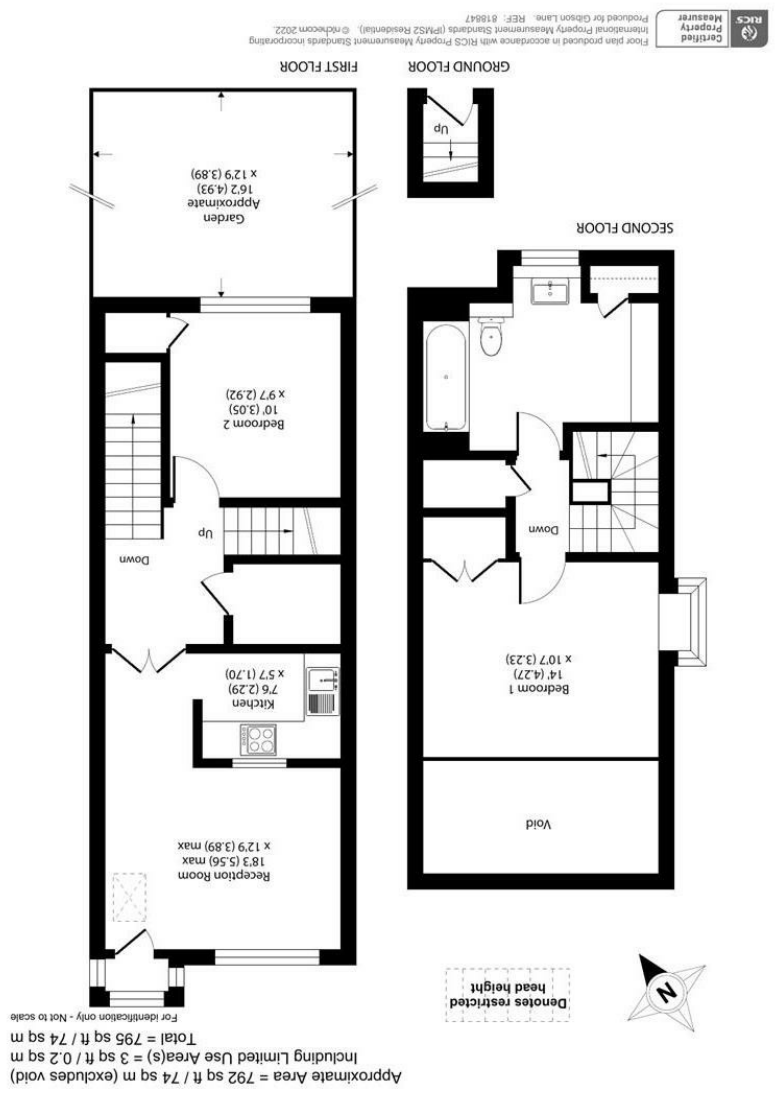 Approximate Area = 792 sq ft / 74 sq m (excludes void)
Including Limited Use Area(s) = 3 sq ft / 0.2 sq m
Total = 795 sq ft / 74 sq m
For identification only - Not to scale
N
Denotes restricted
head height
Void
Bedroom 1
14' (4.27)
x 10'7 (3.23)
Down
SECOND FLOOR
Up
GROUND FLOOR
Reception Room
18'3 (5.56) max
x 12'9 (3.89) max
Kitchen
7'6 (2.29)
x 5'7 (1.70)
Down
Up
Bedroom 2
10' (3.05)
x 9'7 (2.92)
Garden
Approximate
16'2 (4.93)
x 12'9 (3.89)
FIRST FLOOR
RICS
Certified
Property
Measurer
Floor plan produced in accordance with RICS Property Measurement Standards incorporating
International Property Measurement Standards (IPMS2 Residential). © nichecom 2022.
Produced for Gibson Lane. REF: 818847